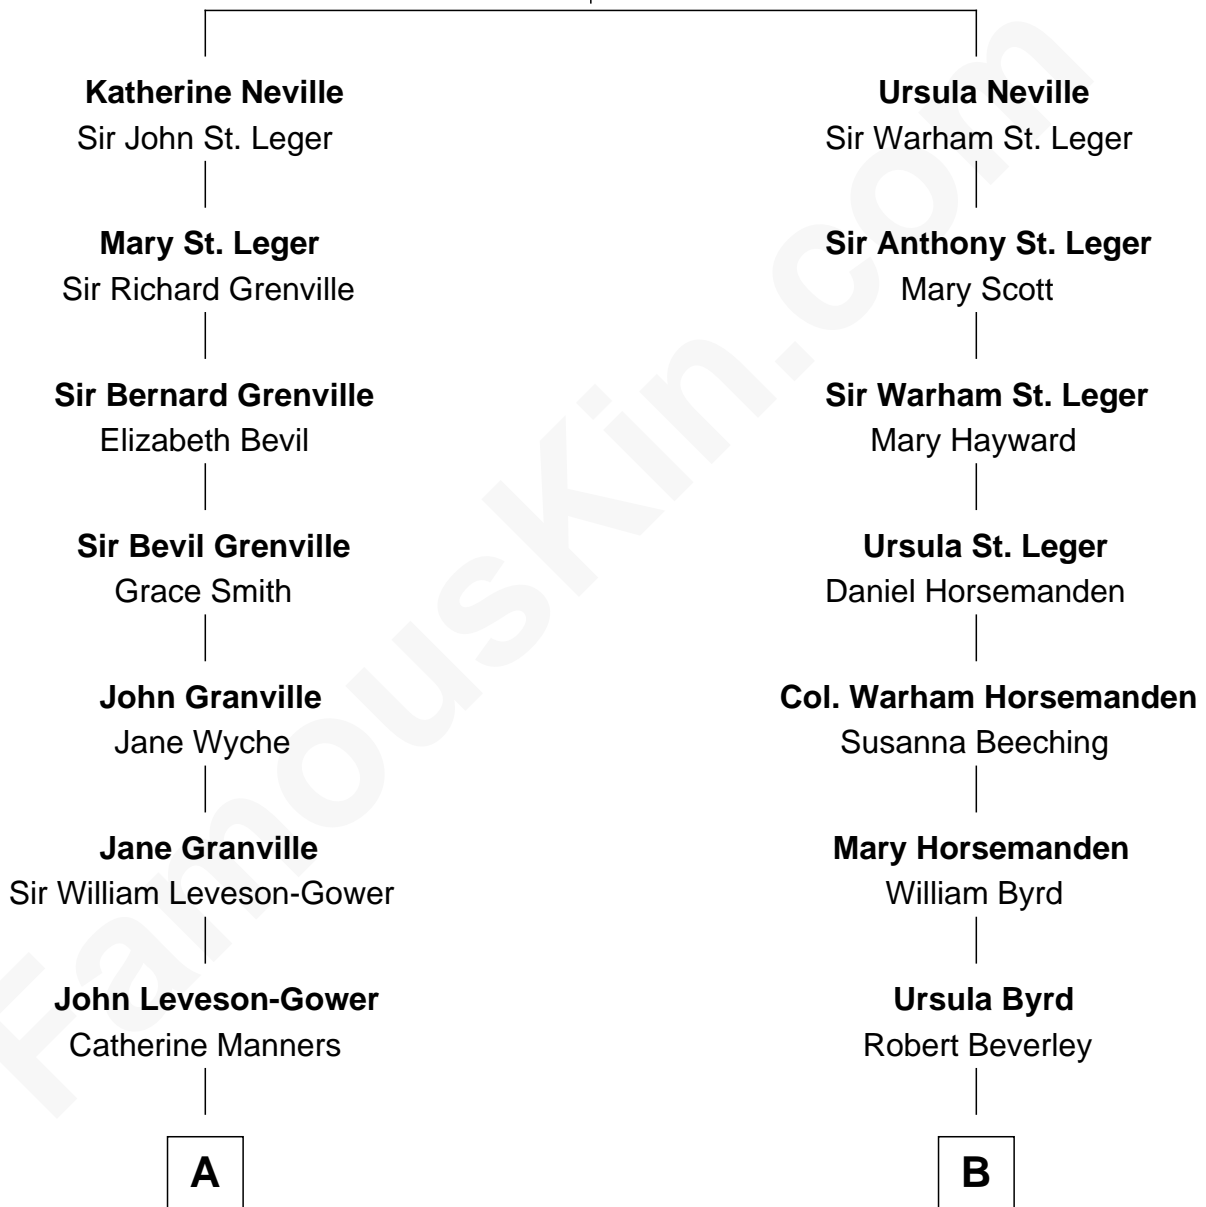 Katherine Neville
Sir John St. Leger
Mary St. Leger
Sir Richard Grenville
Sir Bernard Grenville
Elizabeth Bevil
Sir Bevil Grenville
Grace Smith
John Granville
Jane Wyche
Jane Granville
Sir William Leveson-Gower
John Leveson-Gower
Catherine Manners
A
Ursula Neville
Sir Warham St. Leger
Sir Anthony St. Leger
Mary Scott
Sir Warham St. Leger
Mary Hayward
Ursula St. Leger
Daniel Horsemanden
Col. Warham Horsemanden
Susanna Beeching
Mary Horsemanden
William Byrd
Ursula Byrd
Robert Beverley
B
FamousKin.com